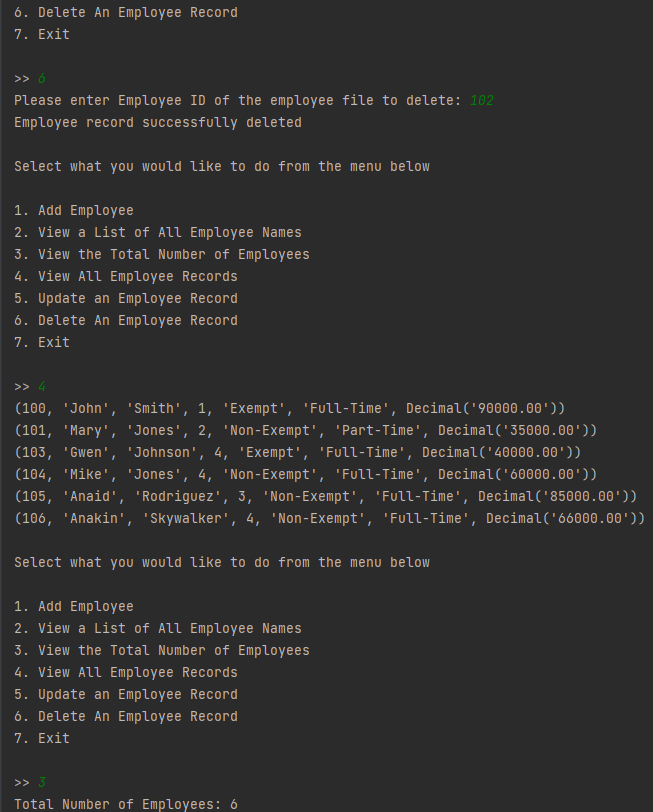 6. Delete An Employee Record
7. Exit
>> 6
Please enter Employee ID of the employee file to delete: 102
Employee record successfully deleted
Select what you would like to do from the menu below
1. Add Employee
2. View a List of All Employee Names
3. View the Total Number of Employees
4. View All Employee Records
5. Update an Employee Record
6. Delete An Employee Record
7. Exit
>> 4
(100, 'John', 'Smith', 1, 'Exempt', 'Full-Time', Decimal('90000.00'))
(101, 'Mary', 'Jones', 2, 'Non-Exempt', 'Part-Time', Decimal('35000.00'))
(103, 'Gwen', 'Johnson', 4, 'Exempt', 'Full-Time', Decimal('40000.00'))
(104, 'Mike', 'Jones', 4, 'Non-Exempt', 'Full-Time', Decimal('60000.00'))
(105, 'Anaid', 'Rodriguez', 3, 'Non-Exempt', 'Full-Time', Decimal('85000.00'))
(106, 'Anakin', 'Skywalker', 4, 'Non-Exempt', 'Full-Time', Decimal('66000.00'))
Select what you would like to do from the menu below
1. Add Employee
2. View a List of All Employee Names
3. View the Total Number of Employees
4. View All Employee Records
5. Update an Employee Record
6. Delete An Employee Record
7. Exit
>> 3
Total Number of Employees: 6